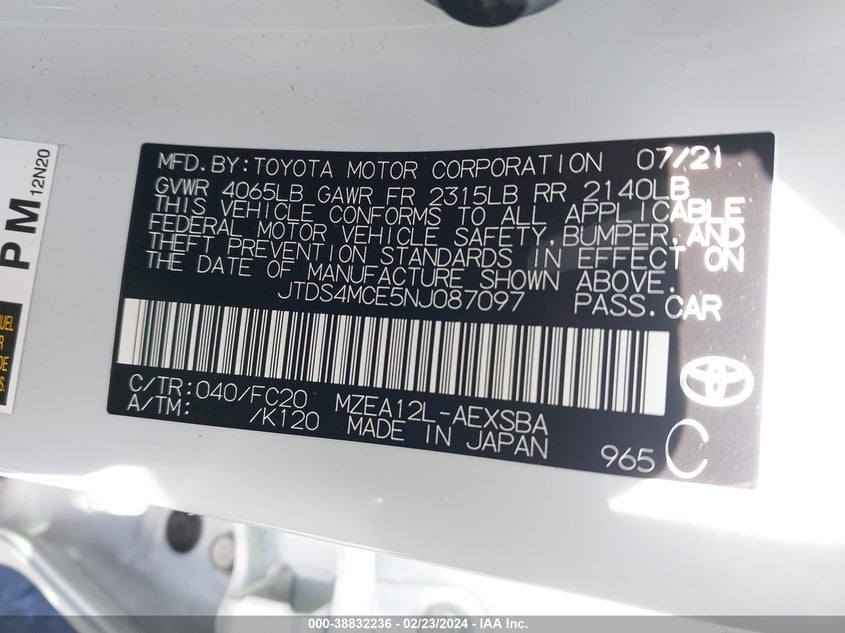 MFD.BY:TOYOTA MOTOR CORPORATION 07/21
GVWR 4065LB GAWR FR 2315LB RR 2140LB
THIS VEHICLE CONFORMS TO ALL APPLICABLE
FEDERAL MOTOR VEHICLE SAFETY,BUMPER,AND
THEFT PREVENTION STANDARDS IN EFFECT ON
THE DATE OF MANUFACTURE SHOWN ABOVE.
JTDS4MCE5NJ087097 PASS.CAR
C/TR:040/FC20 MZEA12L-AEXSBA
A/TM: /K120 MADE IN JAPAN
965 C
PM 12N20
000-38832236 - 02/23/2024 - IAA Inc.